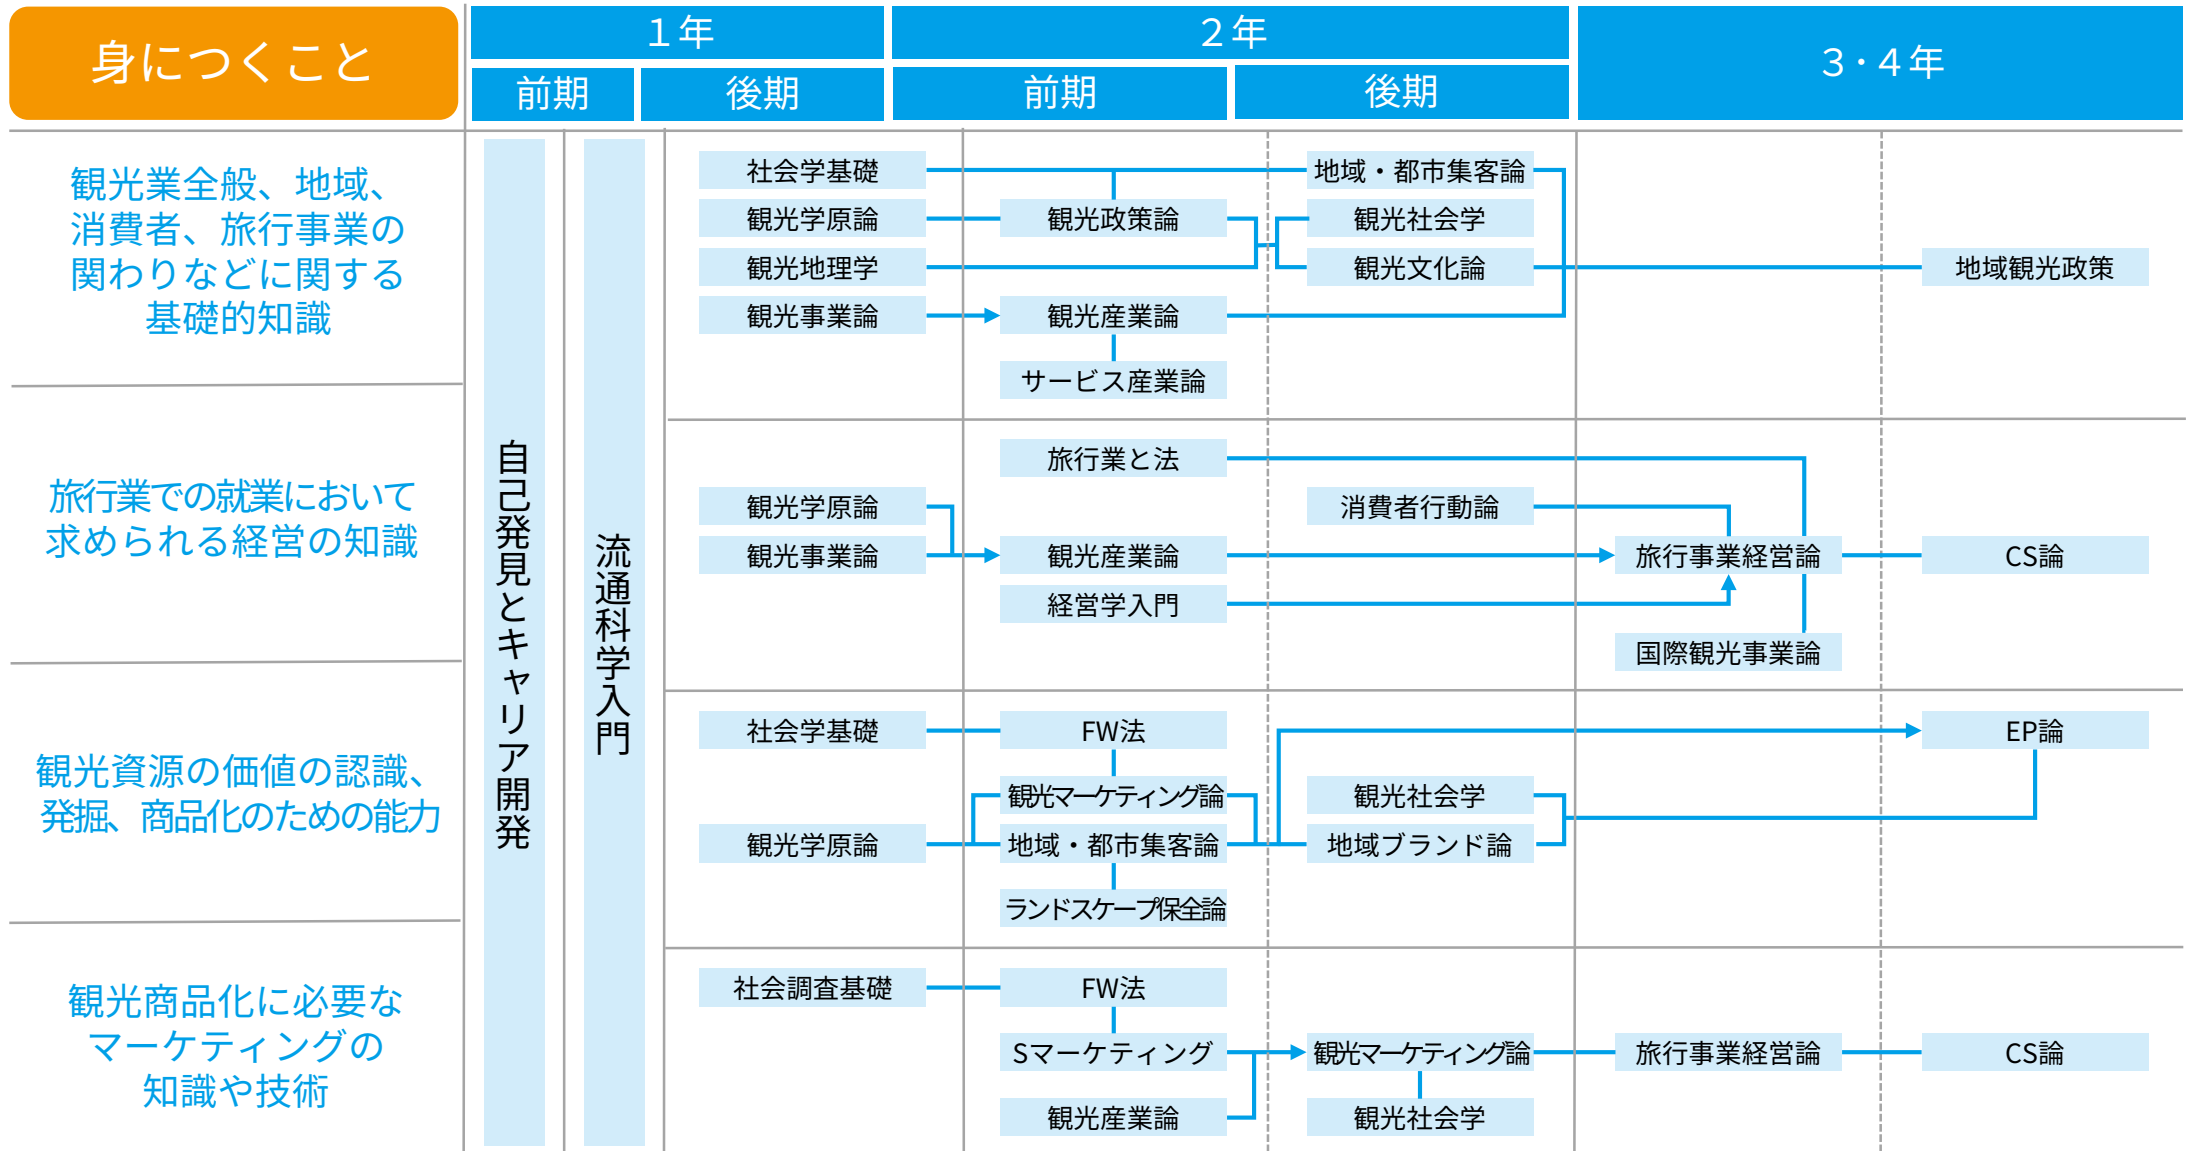 身につくこと
１年
２年
３・４年
前期
後期
前期
後期
自己発見とキャリア開発
流通科学入門
観光業全般、地域、
消費者、旅行事業の
関わりなどに関する
基礎的知識
社会学基礎
地域・都市集客論
観光学原論
観光政策論
観光社会学
観光地理学
観光文化論
地域観光政策
観光事業論
観光産業論
サービス産業論
旅行業での就業において
求められる経営の知識
旅行業と法
観光学原論
消費者行動論
観光事業論
観光産業論
旅行事業経営論
CS論
経営学入門
国際観光事業論
観光資源の価値の認識、
発掘、商品化のための能力
社会学基礎
FW法
EP論
観光マーケティング論
観光社会学
観光学原論
地域・都市集客論
地域ブランド論
ランドスケープ保全論
観光商品化に必要な
マーケティングの
知識や技術
社会調査基礎
FW法
Sマーケティング
観光マーケティング論
旅行事業経営論
CS論
観光産業論
観光社会学